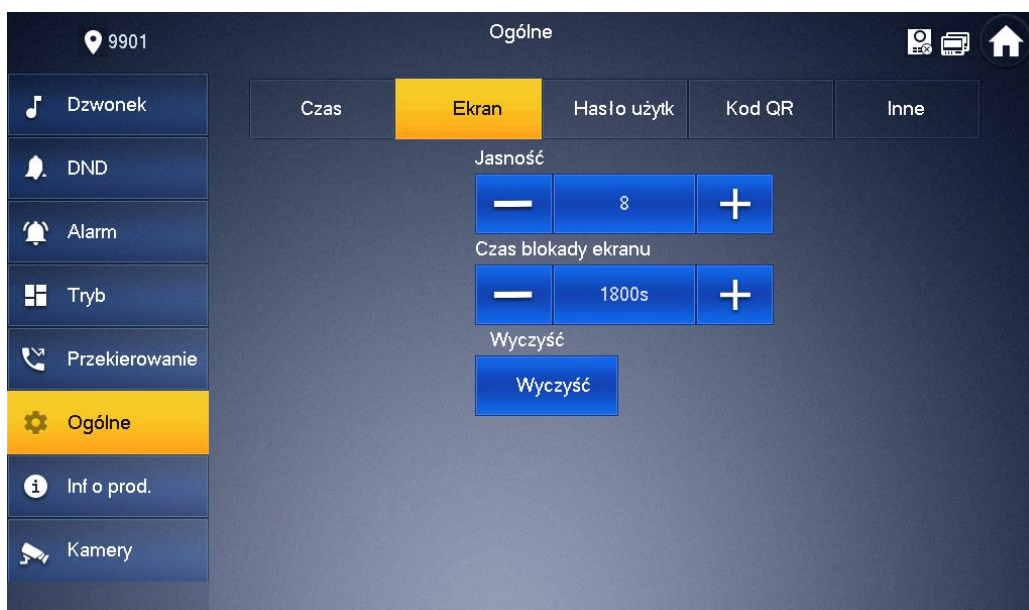 9901
Ogólne
Dzwonek
DND
Alarm
Tryb
Przekierowanie
Ogólne
Inf o prod.
Kamery
Czas
Ekran
Hasło użytk
Kod QR
Inne
Jasność
8
Czas blokady ekranu
1800s
Wyczyść
Wyczyść